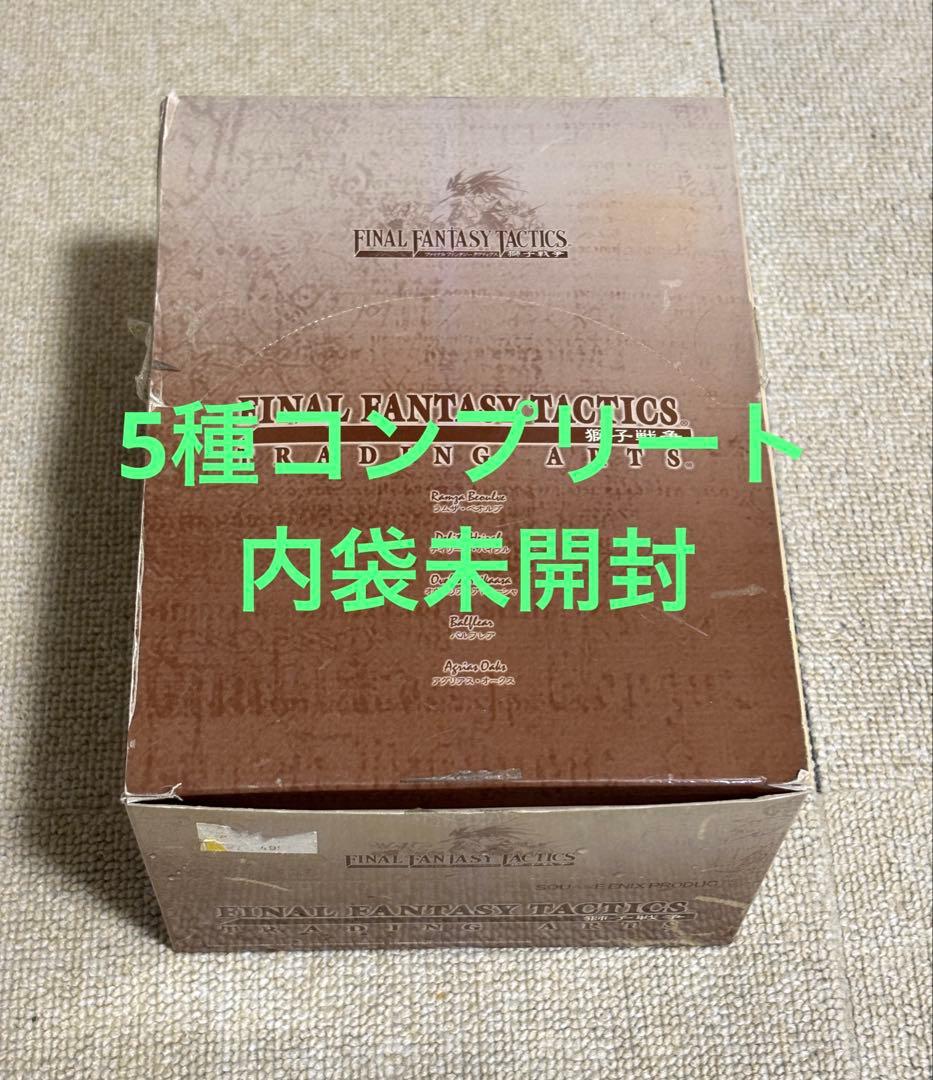 FINAL FANTASY TACTICS
ファイナルファンタジータクティクス 獅子戦争
FINAL FANTASY TACTICS
獅子戦争
TRADING ARTS
5種コンプリート
Ramza Beoulve
ラムザ・ベオルブ
内袋未開封
Balflear
バルフレア
Agrias Oaks
アグリアス・オークス
FINAL FANTASY TACTICS
SQUARE ENIX PRODUC
FINAL FANTASY TACTICS
獅子戦争
TRADING ARTS